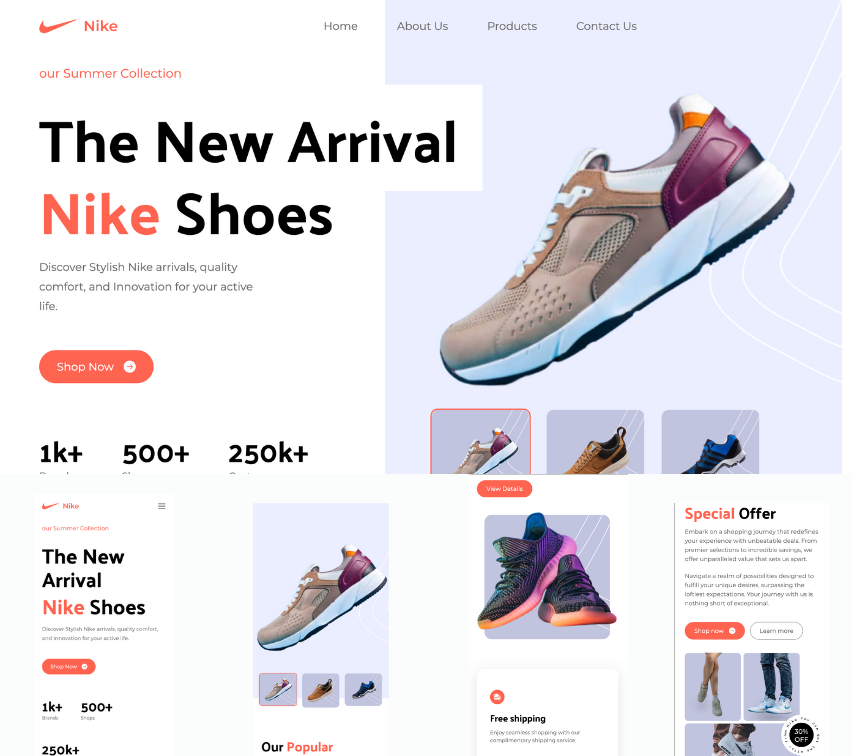 Nike
Home
About Us
Products
Contact Us
our Summer Collection
The New Arrival
Nike Shoes
Discover Stylish Nike arrivals, quality
comfort, and Innovation for your active
life.
Shop Now
1k+
500+
250k+
Nike
our Summer Collection
The New
Arrival
Nike Shoes
Discover Stylish Nike arrivals, quality comfort,
and Innovation for your active life.
Shop Now
1k+
500+
Brands
Shops
250k+
Our Popular
View Details
Free shipping
Enjoy seamless shipping with our
complimentary shipping service.
Special Offer
Embark on a shopping journey that redefines
your experience with unbeatable deals. From
premier selections to incredible savings, we
offer unparalleled value that sets us apart.
Navigate a realm of possibilities designed to
fulfill your unique desires, surpassing the
loftiest expectations. Your journey with us is
nothing short of exceptional.
Shop now
Learn more
30%
OFF